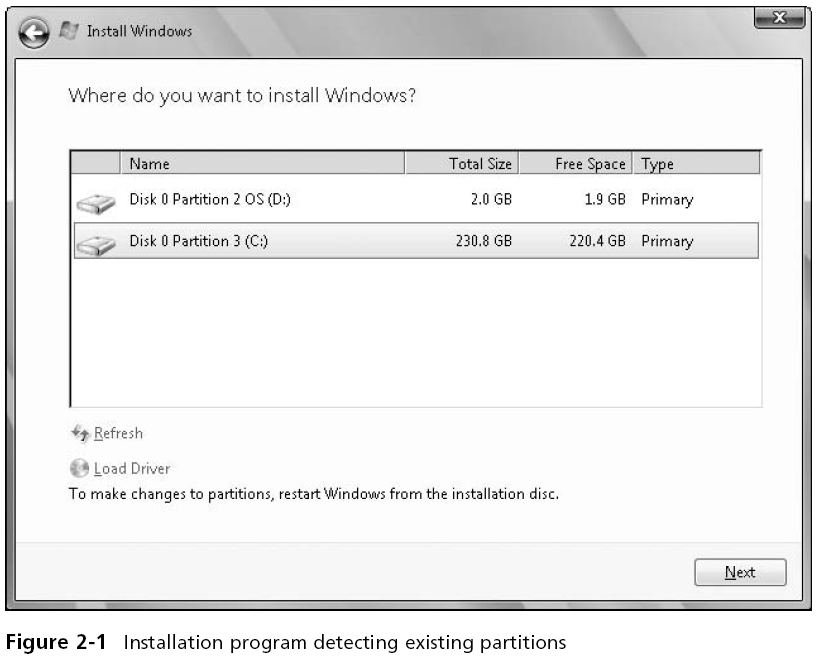 Install Windows
Where do you want to install Windows?
Name Total Size Free Space Type
Disk 0 Partition 2 OS (D:) 2.0 GB 1.9 GB Primary
Disk 0 Partition 3 (C:) 230.8 GB 220.4 GB Primary
Refresh
Load Driver
To make changes to partitions, restart Windows from the installation disc.
Next
Figure 2-1 Installation program detecting existing partitions